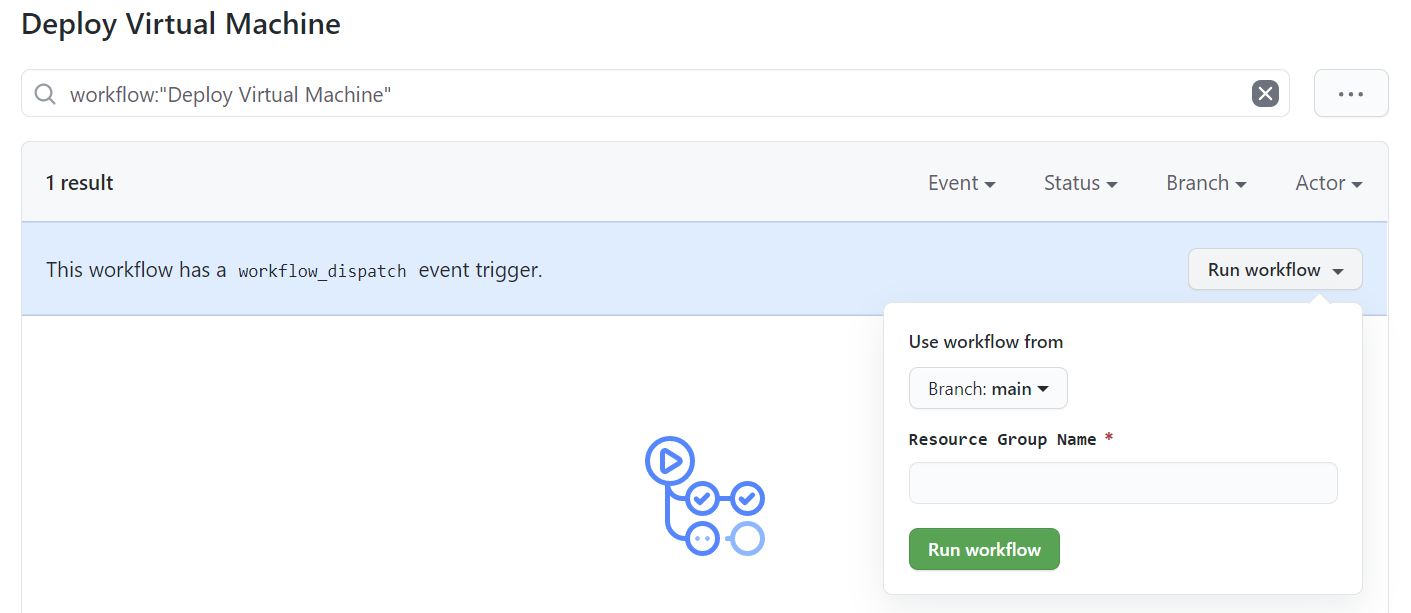 Deploy Virtual Machine
workflow:"Deploy Virtual Machine"
1 result Event Status Branch Actor
This workflow has a workflow_dispatch event trigger. Run workflow
Use workflow from
Branch: main
Resource Group Name *
Run workflow